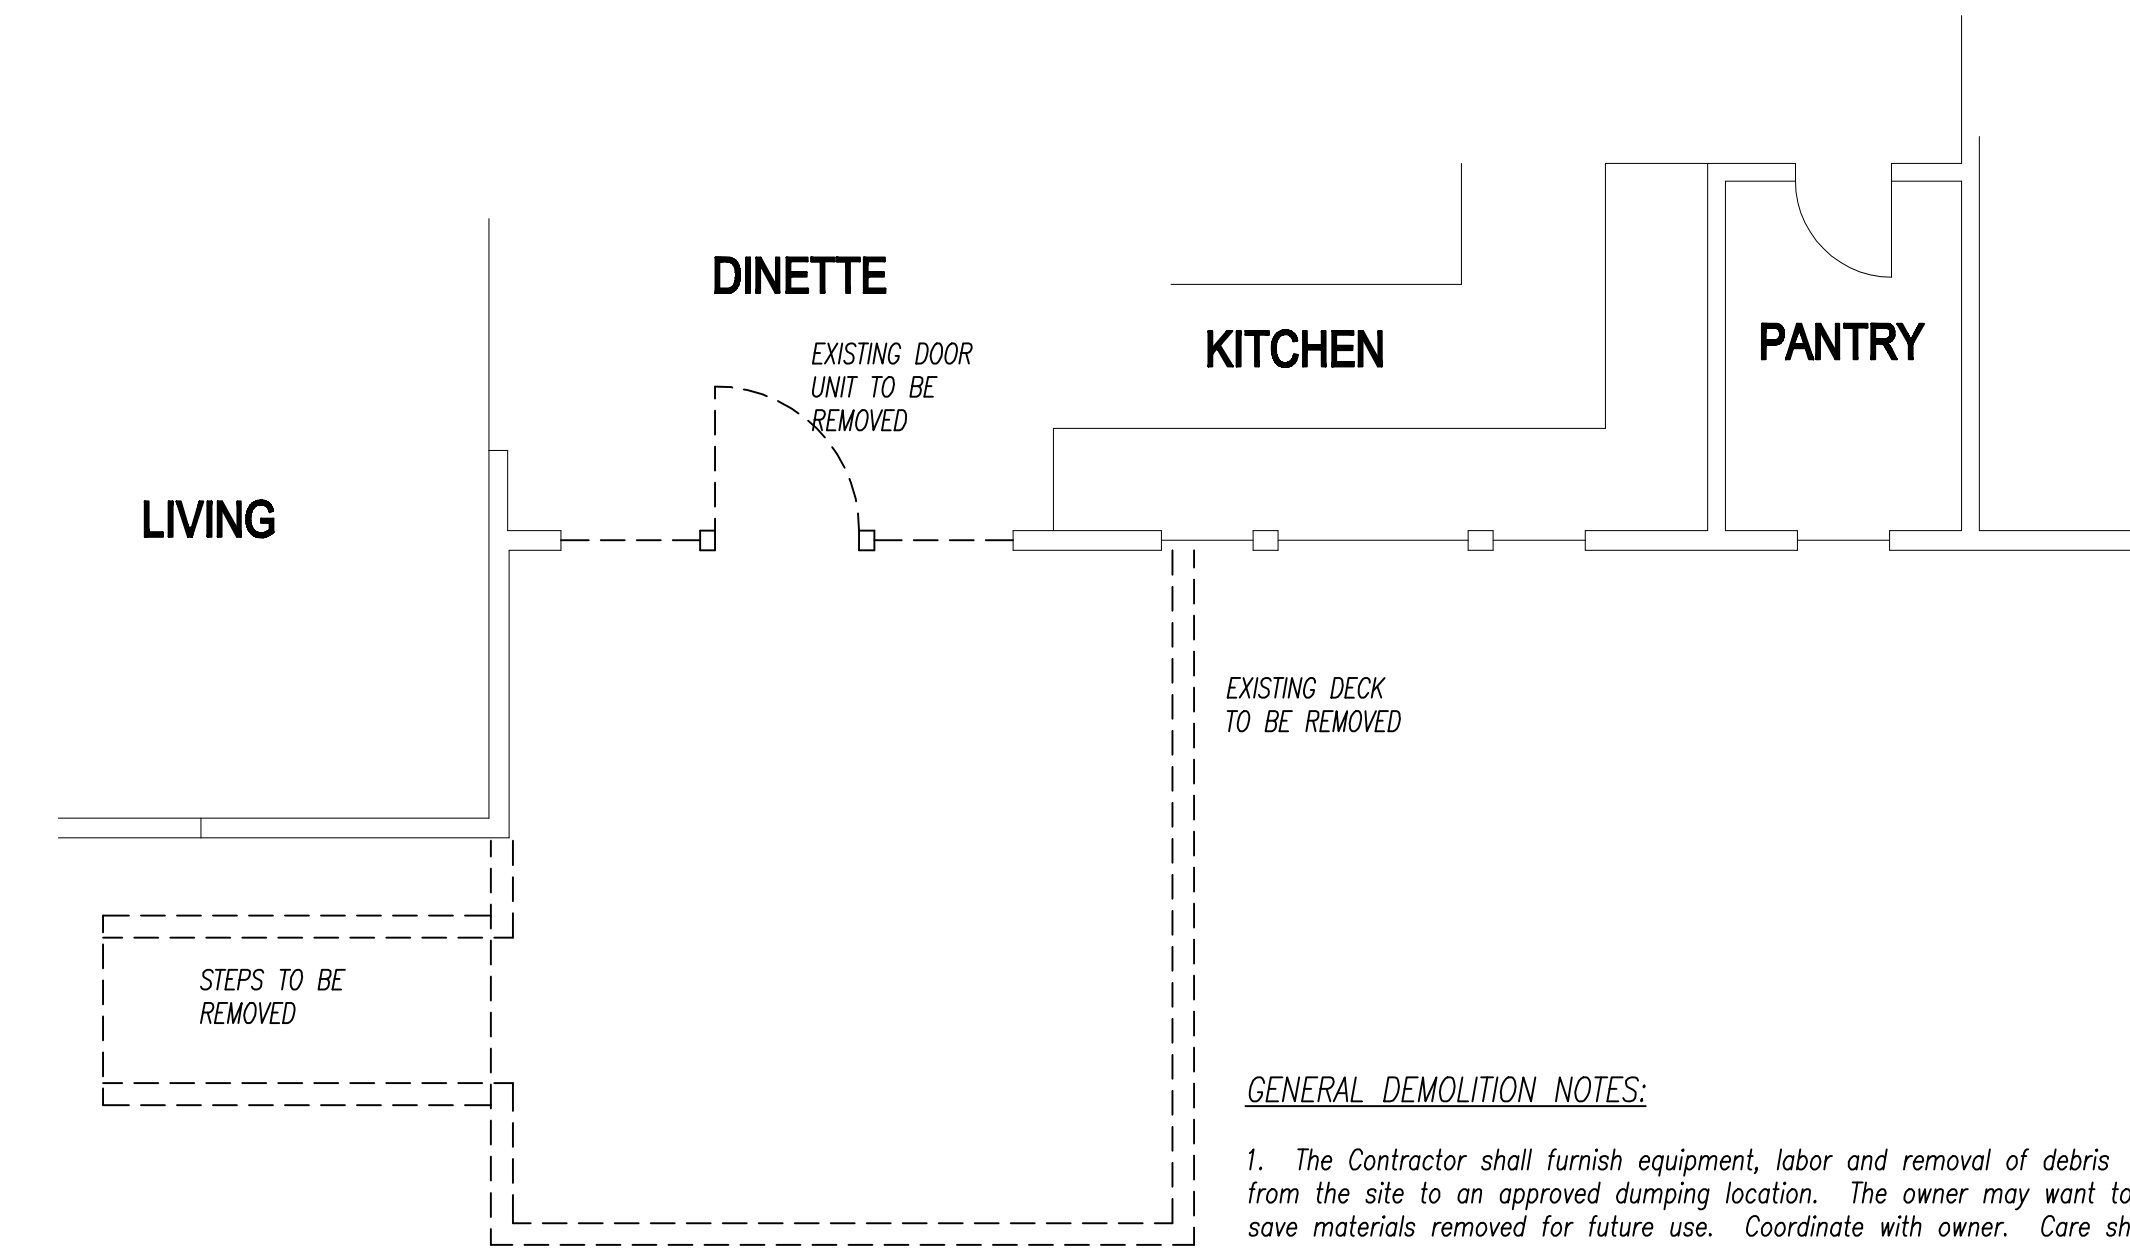 DINETTE
EXISTING DOOR
UNIT TO BE
REMOVED
KITCHEN
PANTRY
LIVING
EXISTING DECK
TO BE REMOVED
STEPS TO BE
REMOVED
GENERAL DEMOLITION NOTES:
1. The Contractor shall furnish equipment, labor and removal of debris
from the site to an approved dumping location. The owner may want to
save materials removed for future use. Coordinate with owner. Care sh